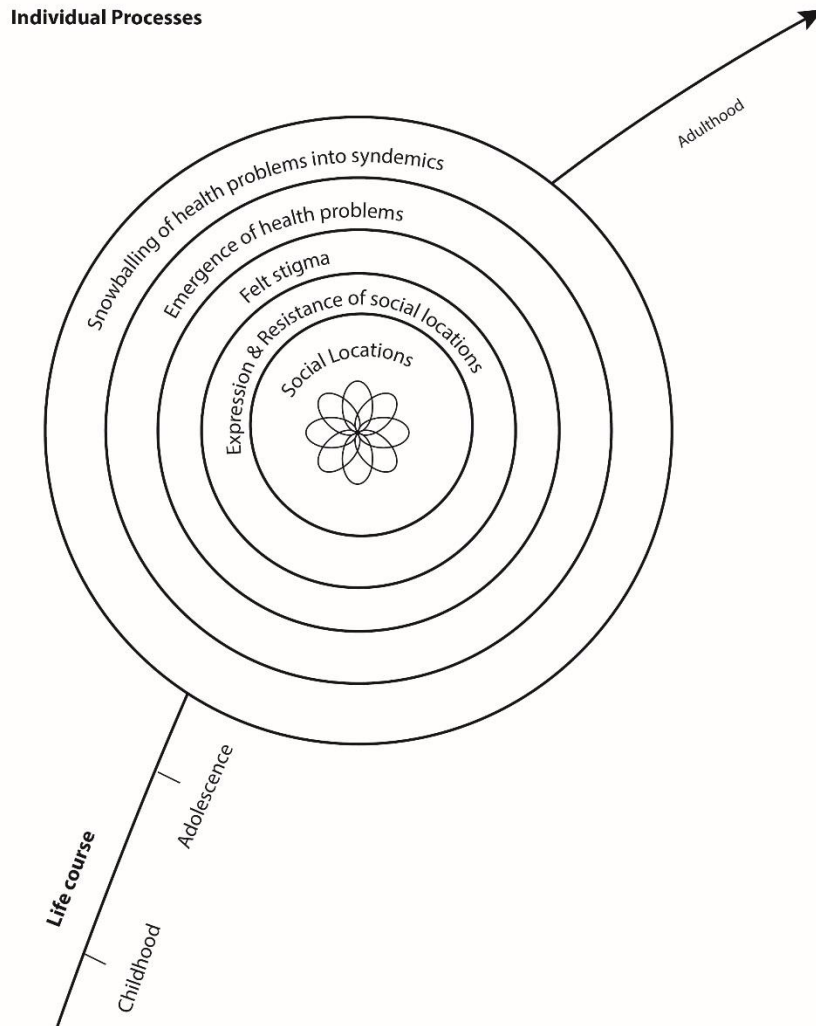 Individual Processes
Adulthood
Snowballing of health problems into syndemics
Emergence of health problems
Felt stigma
Expression & Resistance of social locations
Social Locations
Adolescence
Life course
Childhood